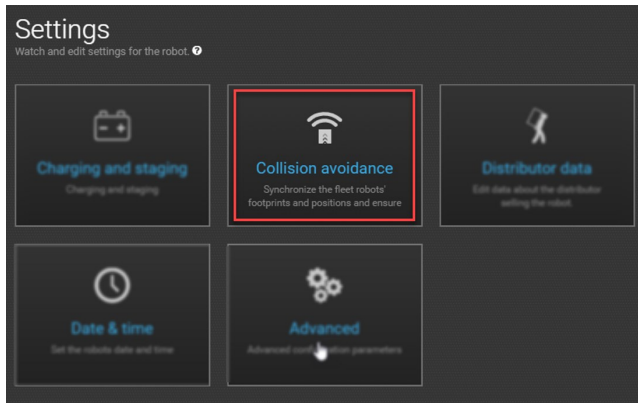 Settings
Watch and edit settings for the robot. ?
Charging and staging
Collision avoidance
Distributor data
Charging and staging
Synchronize the fleet robots'
footprints and positions and ensure
Edit data about the distributor
selling the robot.
Date & time
Advanced
Set the robots date and time
Advanced configuration parameters